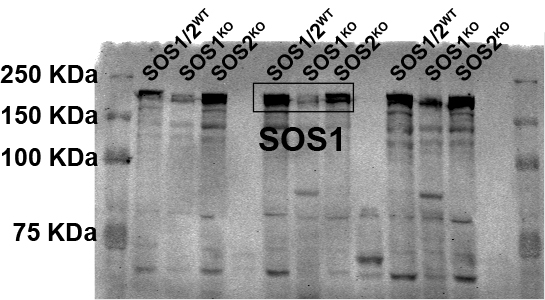 SOS1/2WT SOS1KO SOS2KO SOS1/2WT SOS1KO SOS2KO SOS1/2WT SOS1KO SOS2KO
250 KDa
150 KDa
SOS1
100 KDa
75 KDa